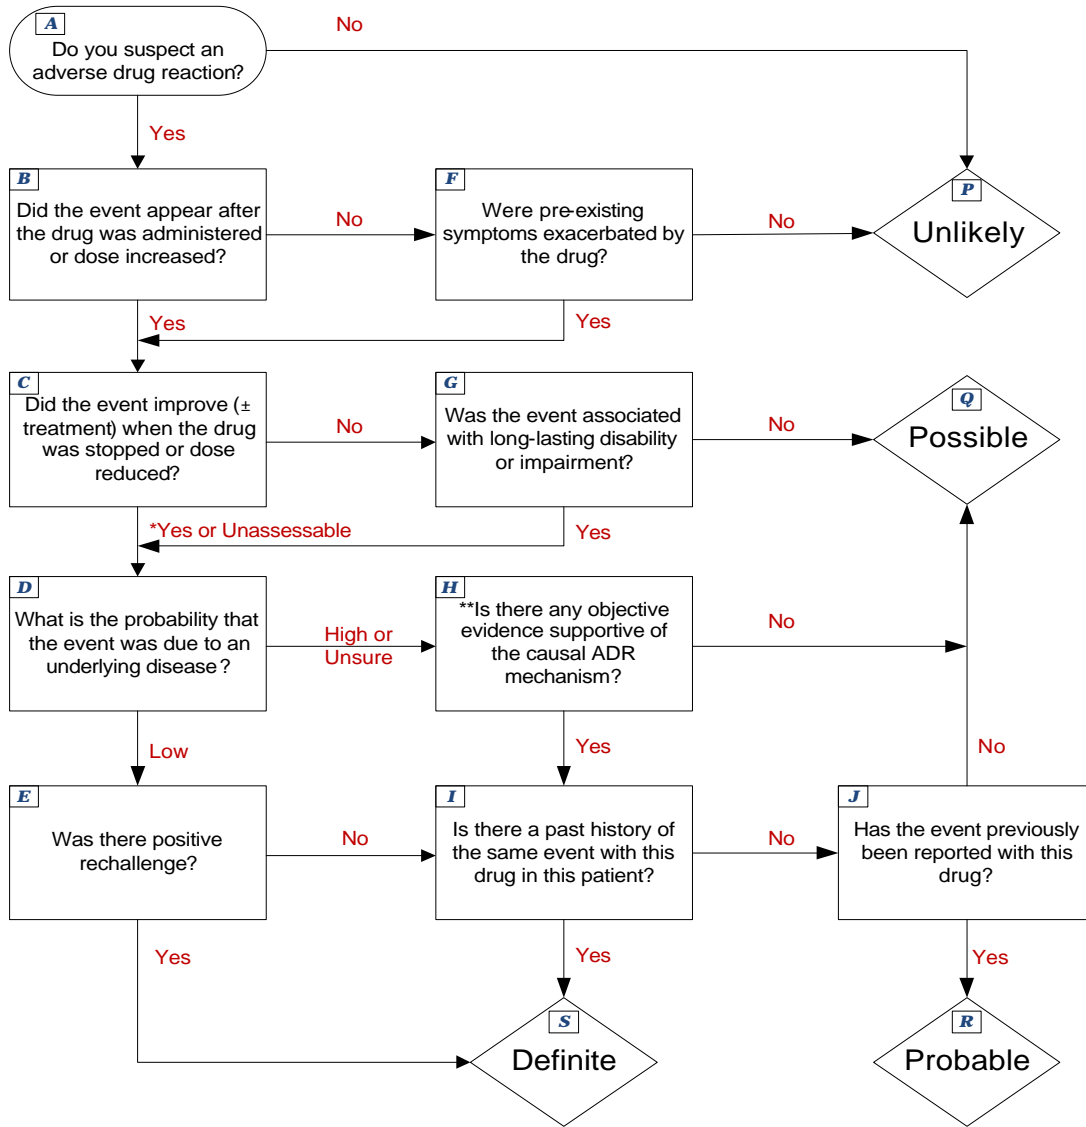 A
Do you suspect an
adverse drug reaction?
No
Yes
B
Did the event appear after
the drug was administered
or dose increased?
No
F
Were pre-existing
symptoms exacerbated by
the drug?
No
P
Unlikely
Yes
Yes
C
Did the event improve (±
treatment) when the drug
was stopped or dose
reduced?
No
G
Was the event associated
with long-lasting disability
or impairment?
No
Q
Possible
*Yes or Unassessable
Yes
D
What is the probability that
the event was due to an
underlying disease?
High or
Unsure
H
**Is there any objective
evidence supportive of
the causal ADR
mechanism?
No
Low
Yes
No
E
Was there positive
rechallenge?
No
I
Is there a past history of
the same event with this
drug in this patient?
No
J
Has the event previously
been reported with this
drug?
Yes
Yes
Yes
S
Definite
R
Probable